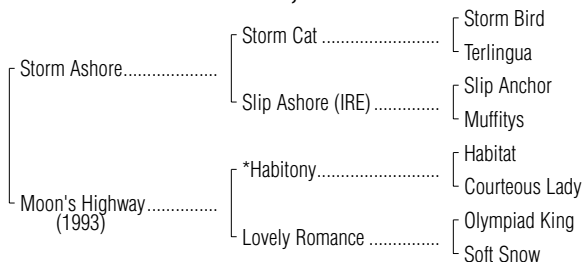 Storm Bird
Storm Cat ........................
Terlingua
Storm Ashore...................
Slip Anchor
Slip Ashore (IRE) .............
Muffitys
Habitat
*Habitony.........................
Courteous Lady
Moon's Highway ..............
(1993)
Olympiad King
Lovely Romance ..............
Soft Snow